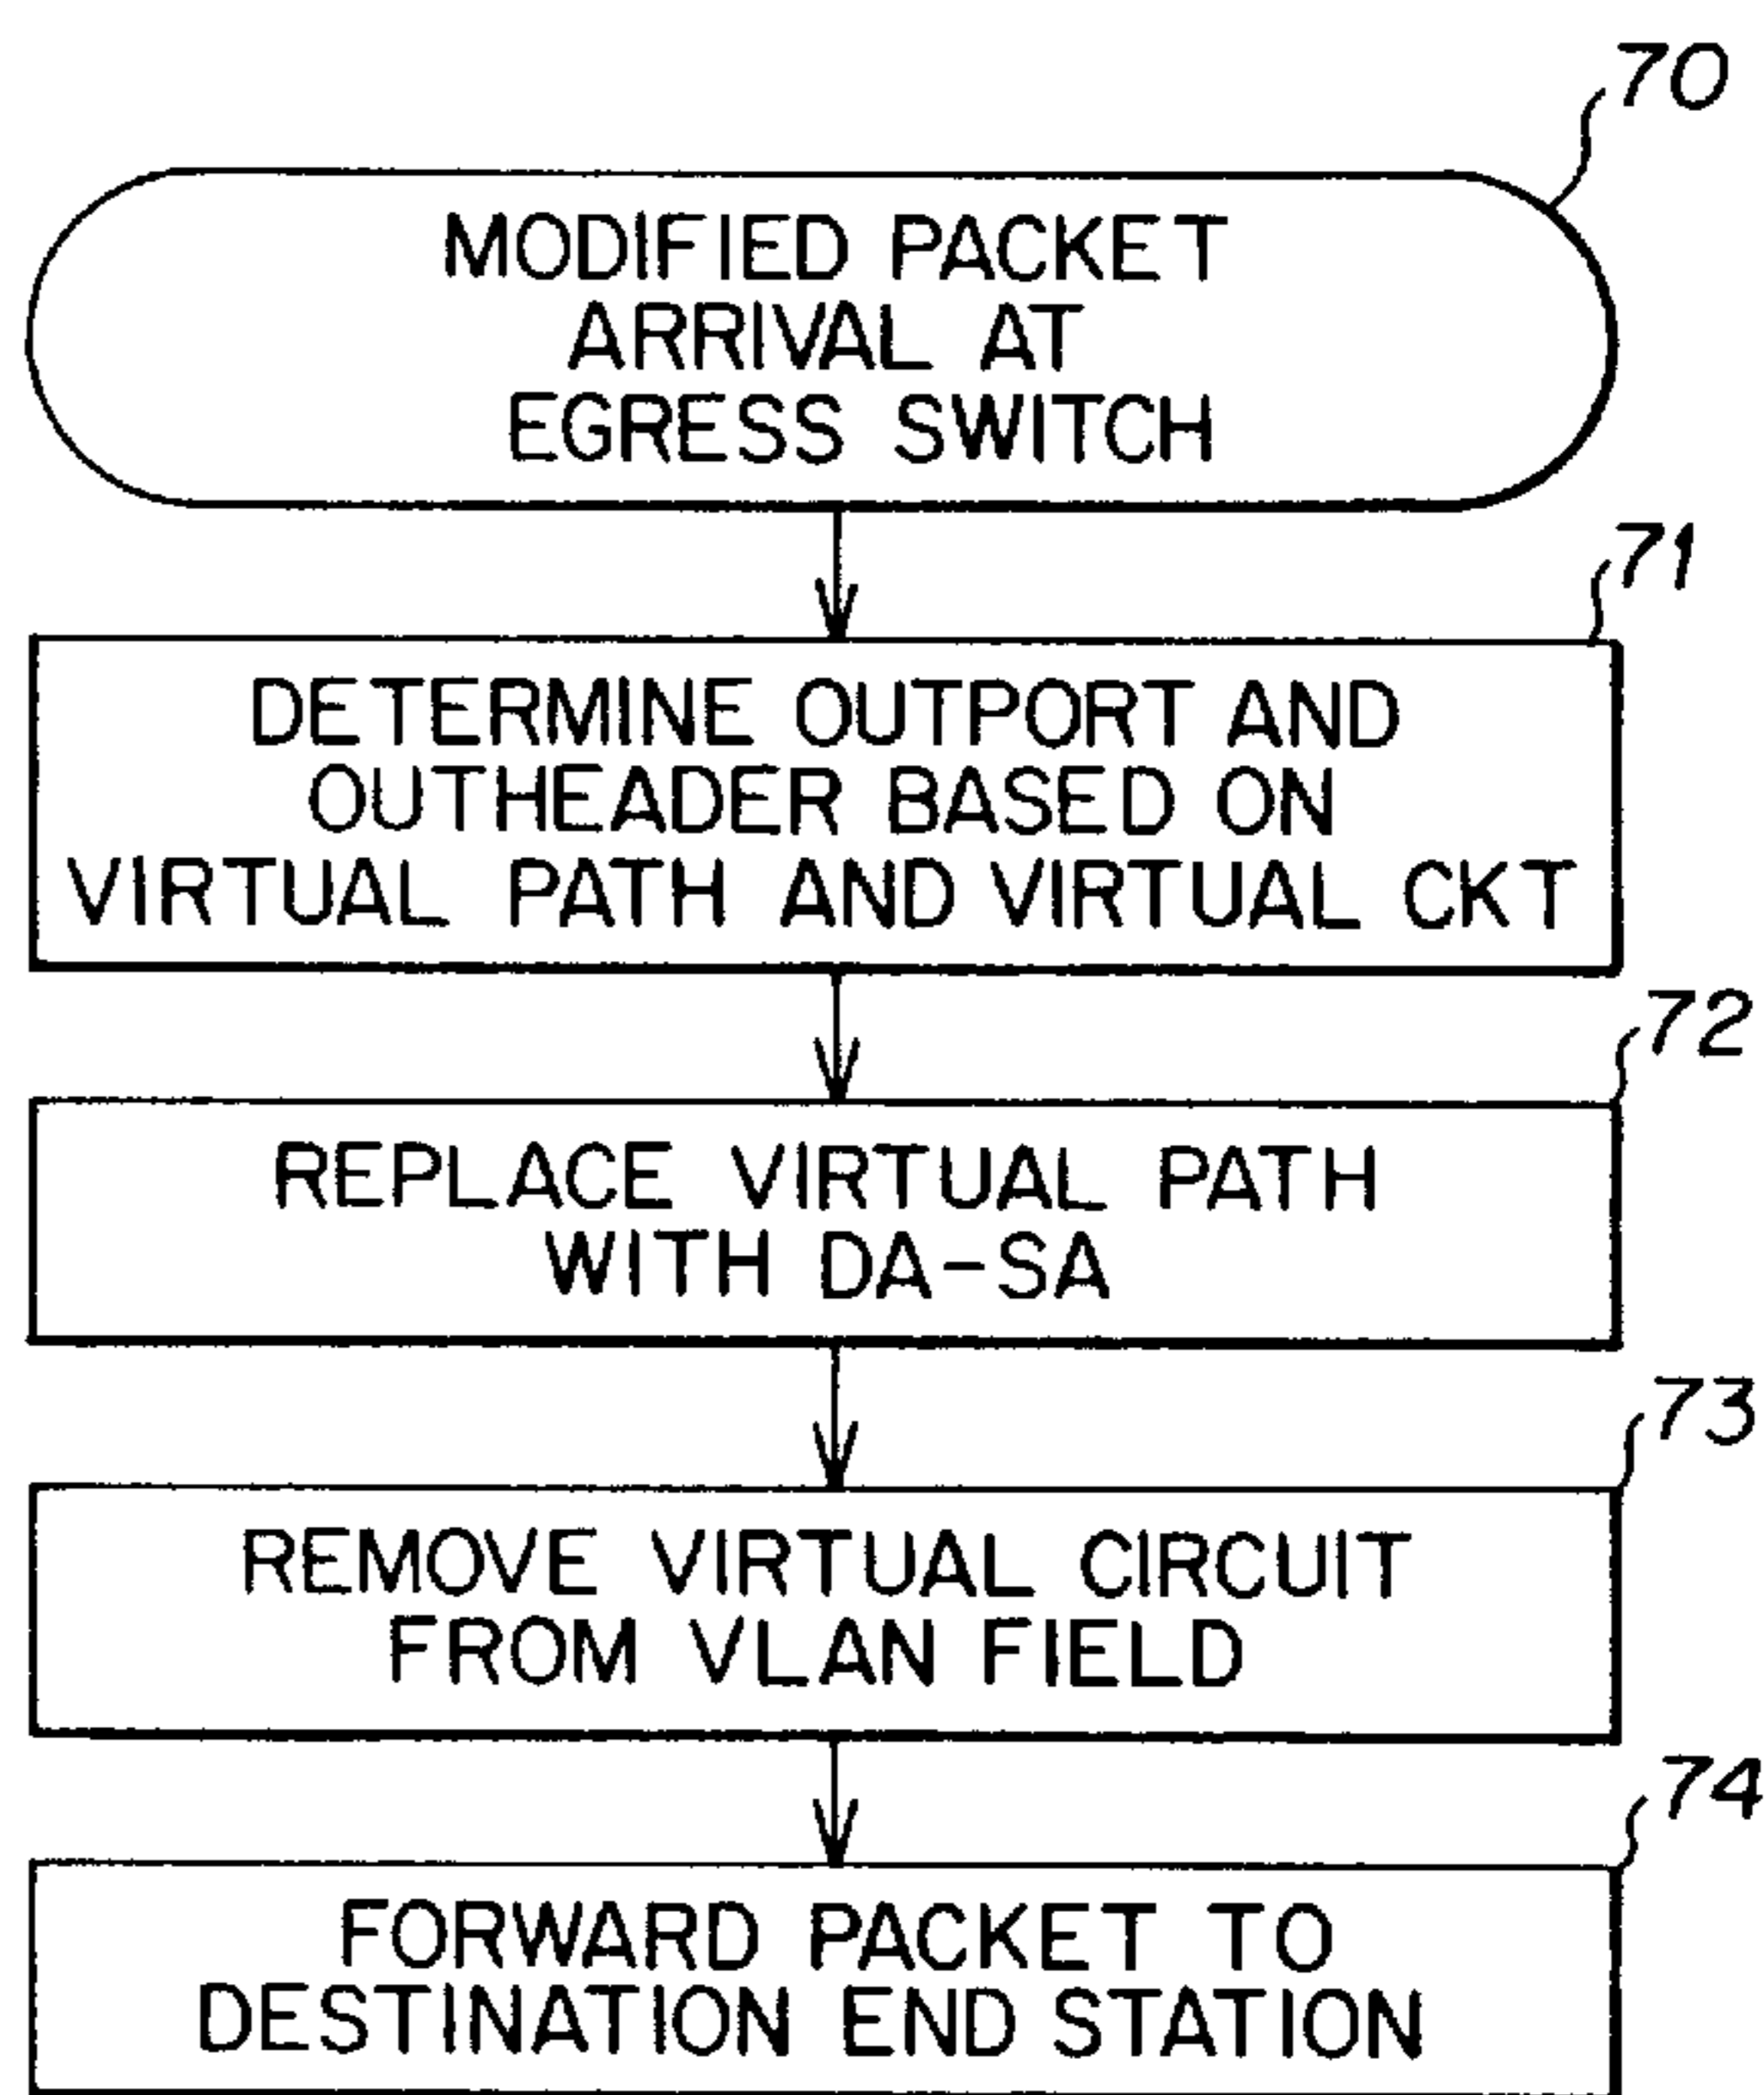 70
MODIFIED PACKET
ARRIVAL AT
EGRESS SWITCH
71
DETERMINE OUTPORT AND
OUTHEADER BASED ON
VIRTUAL PATH AND VIRTUAL CKT
72
REPLACE VIRTUAL PATH
WITH DA-SA
73
REMOVE VIRTUAL CIRCUIT
FROM VLAN FIELD
74
FORWARD PACKET TO
DESTINATION END STATION